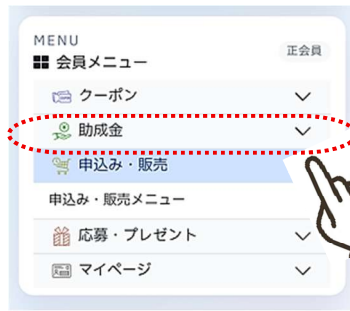 MENU
会員メニュー
正会員
クーポン
助成金
申込み・販売
申込み・販売メニュー
応募・プレゼント
マイページ